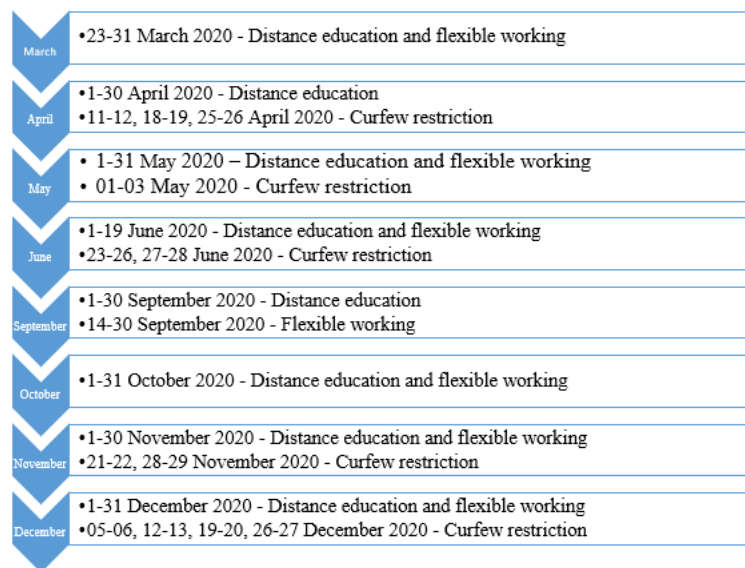 March
•23-31 March 2020 - Distance education and flexible working
April
•1-30 April 2020 - Distance education
•11-12, 18-19, 25-26 April 2020 - Curfew restriction
May
• 1-31 May 2020 – Distance education and flexible working
• 01-03 May 2020 - Curfew restriction
June
•1-19 June 2020 - Distance education and flexible working
•23-26, 27-28 June 2020 - Curfew restriction
September
•1-30 September 2020 - Distance education
•14-30 September 2020 - Flexible working
October
•1-31 October 2020 - Distance education and flexible working
November
•1-30 November 2020 - Distance education and flexible working
•21-22, 28-29 November 2020 - Curfew restriction
December
•1-31 December 2020 - Distance education and flexible working
•05-06, 12-13, 19-20, 26-27 December 2020 - Curfew restriction